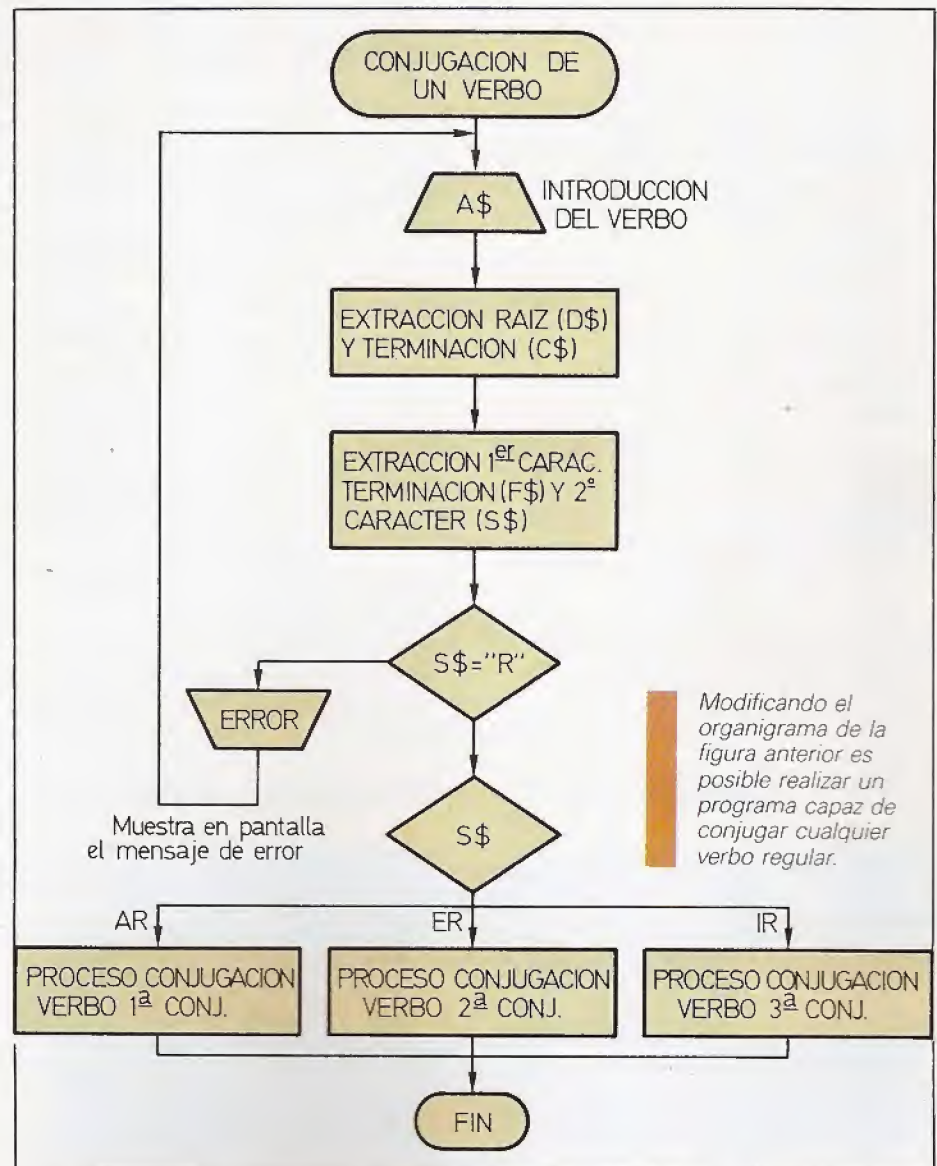 CONJUGACION DE
UN VERBO
A$
INTRODUCCION
DEL VERBO
EXTRACCION RAIZ (D$)
Y TERMINACION (C$)
EXTRACCION 1er CARAC.
TERMINACION (F$) Y 2º
CARACTER (S$)
S$="R"
ERROR
Muestra en pantalla
el mensaje de error
S$
Modificando el
organigrama de la
figura anterior es
posible realizar un
programa capaz de
conjugar cualquier
verbo regular.
AR
ER
IR
PROCESO CONJUGACION
VERBO 1ª CONJ.
PROCESO CONJUGACION
VERBO 2ª CONJ.
PROCESO CONJUGACION
VERBO 3ª CONJ.
FIN